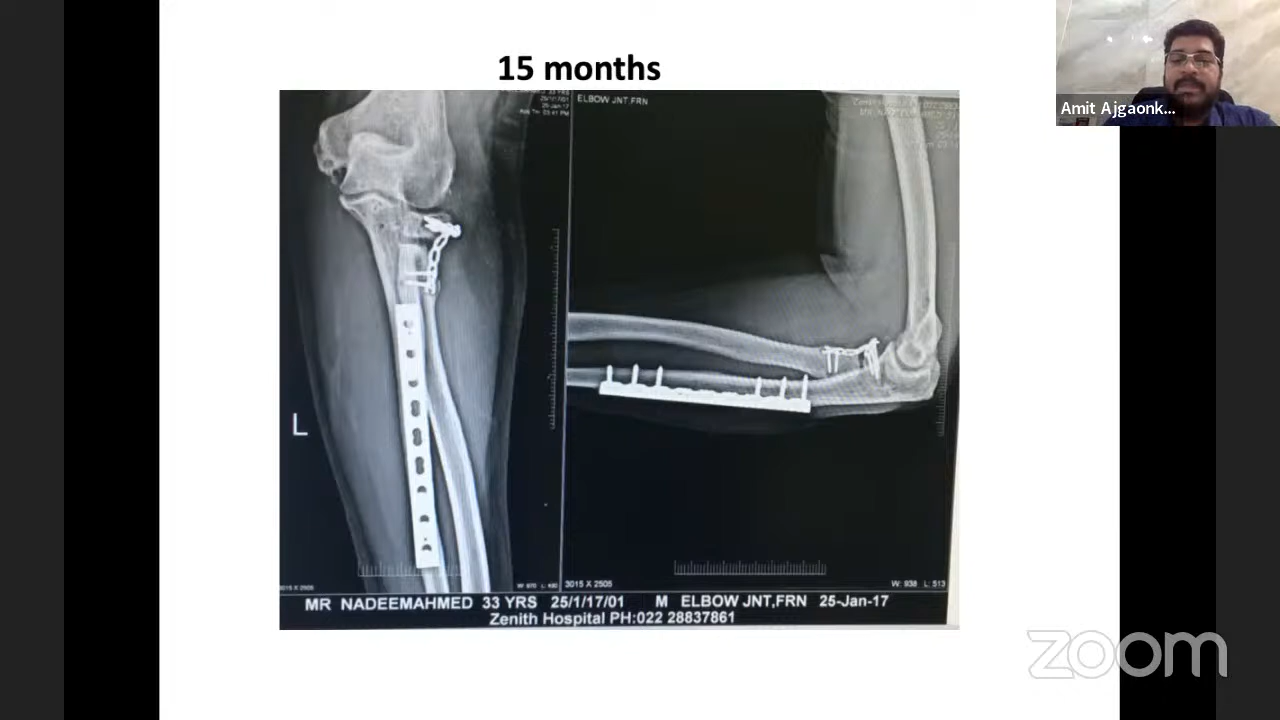 15 months
Amit Ajgaonk...
ELBOW JNT,FRN
L
3015 X 2505
W: 938 L: 513
MR NADEEMAHMED 33 YRS 25/1/17/01 M ELBOW JNT,FRN 25-Jan-17
Zenith Hospital PH:022 28837861
zoom